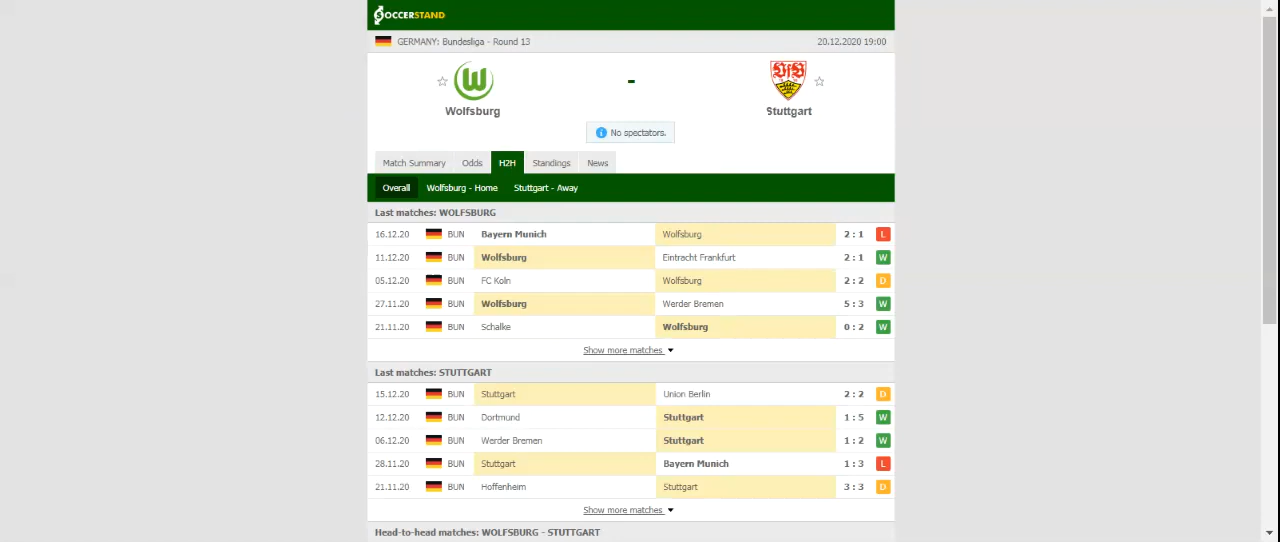 SOCCERSTAND
GERMANY: Bundesliga - Round 13 20.12.2020 19:00
-
Wolfsburg Stuttgart
No spectators.
Match Summary Odds H2H Standings News
Overall Wolfsburg - Home Stuttgart - Away
Last matches: WOLFSBURG
16.12.20 BUN Bayern Munich Wolfsburg 2 : 1 L
11.12.20 BUN Wolfsburg Eintracht Frankfurt 2 : 1 W
05.12.20 BUN FC Koln Wolfsburg 2 : 2 D
27.11.20 BUN Wolfsburg Werder Bremen 5 : 3 W
21.11.20 BUN Schalke Wolfsburg 0 : 2 W
Show more matches
Last matches: STUTTGART
15.12.20 BUN Stuttgart Union Berlin 2 : 2 D
12.12.20 BUN Dortmund Stuttgart 1 : 5 W
06.12.20 BUN Werder Bremen Stuttgart 1 : 2 W
28.11.20 BUN Stuttgart Bayern Munich 1 : 3 L
21.11.20 BUN Hoffenheim Stuttgart 3 : 3 D
Show more matches
Head-to-head matches: WOLFSBURG - STUTTGART